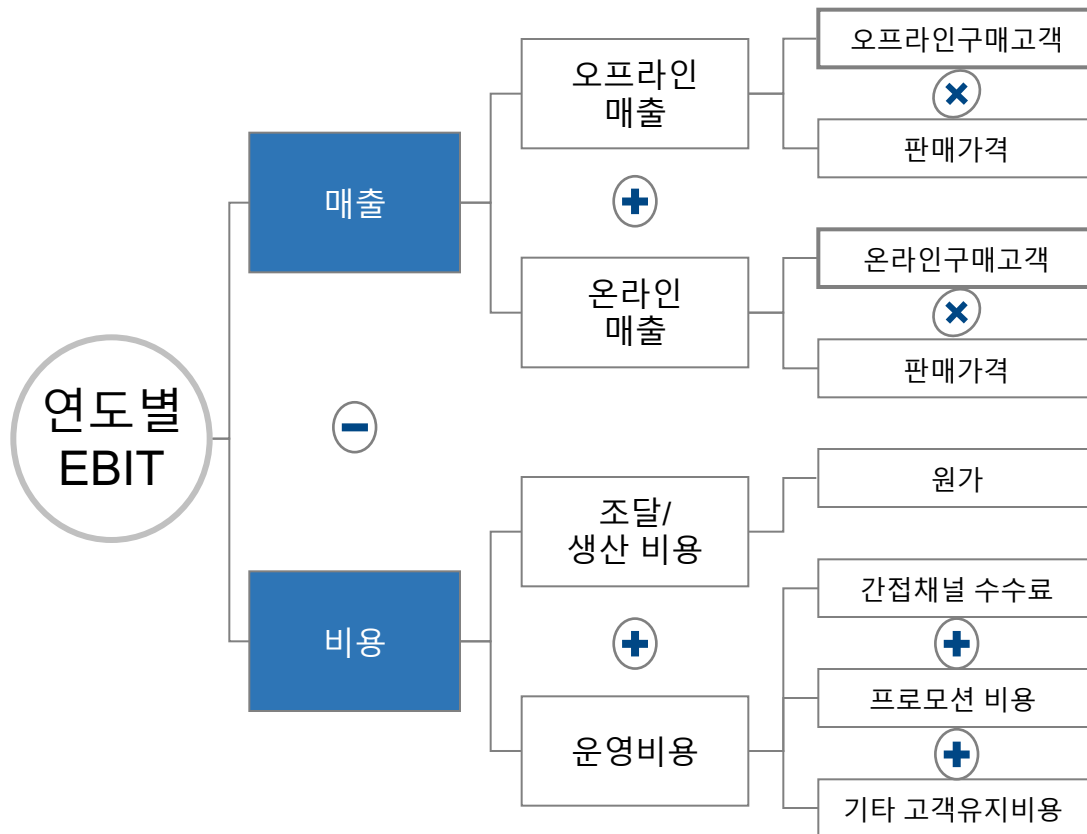 오프라인구매고객
오프라인
매출
판매가격
매출
온라인구매고객
온라인
매출
판매가격
연도별
EBIT
원가
조달/
생산 비용
간접채널 수수료
비용
프로모션 비용
운영비용
기타 고객유지비용